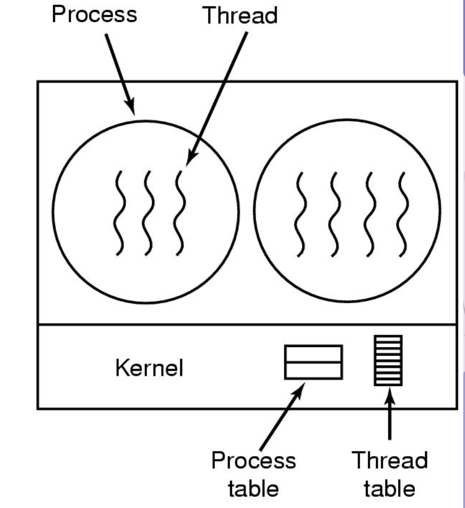 Process
Thread
Kernel
Process
table
Thread
table